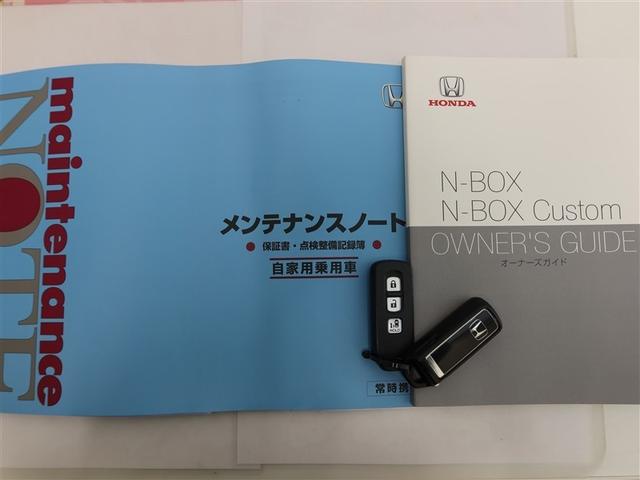 maintenance
NOTE
メンテナンスノート
保証書・点検整備記録簿
自家用乗用車
常時携
HONDA
N-BOX
N-BOX Custom
OWNER'S GUIDE
オーナーズガイド
HOLD